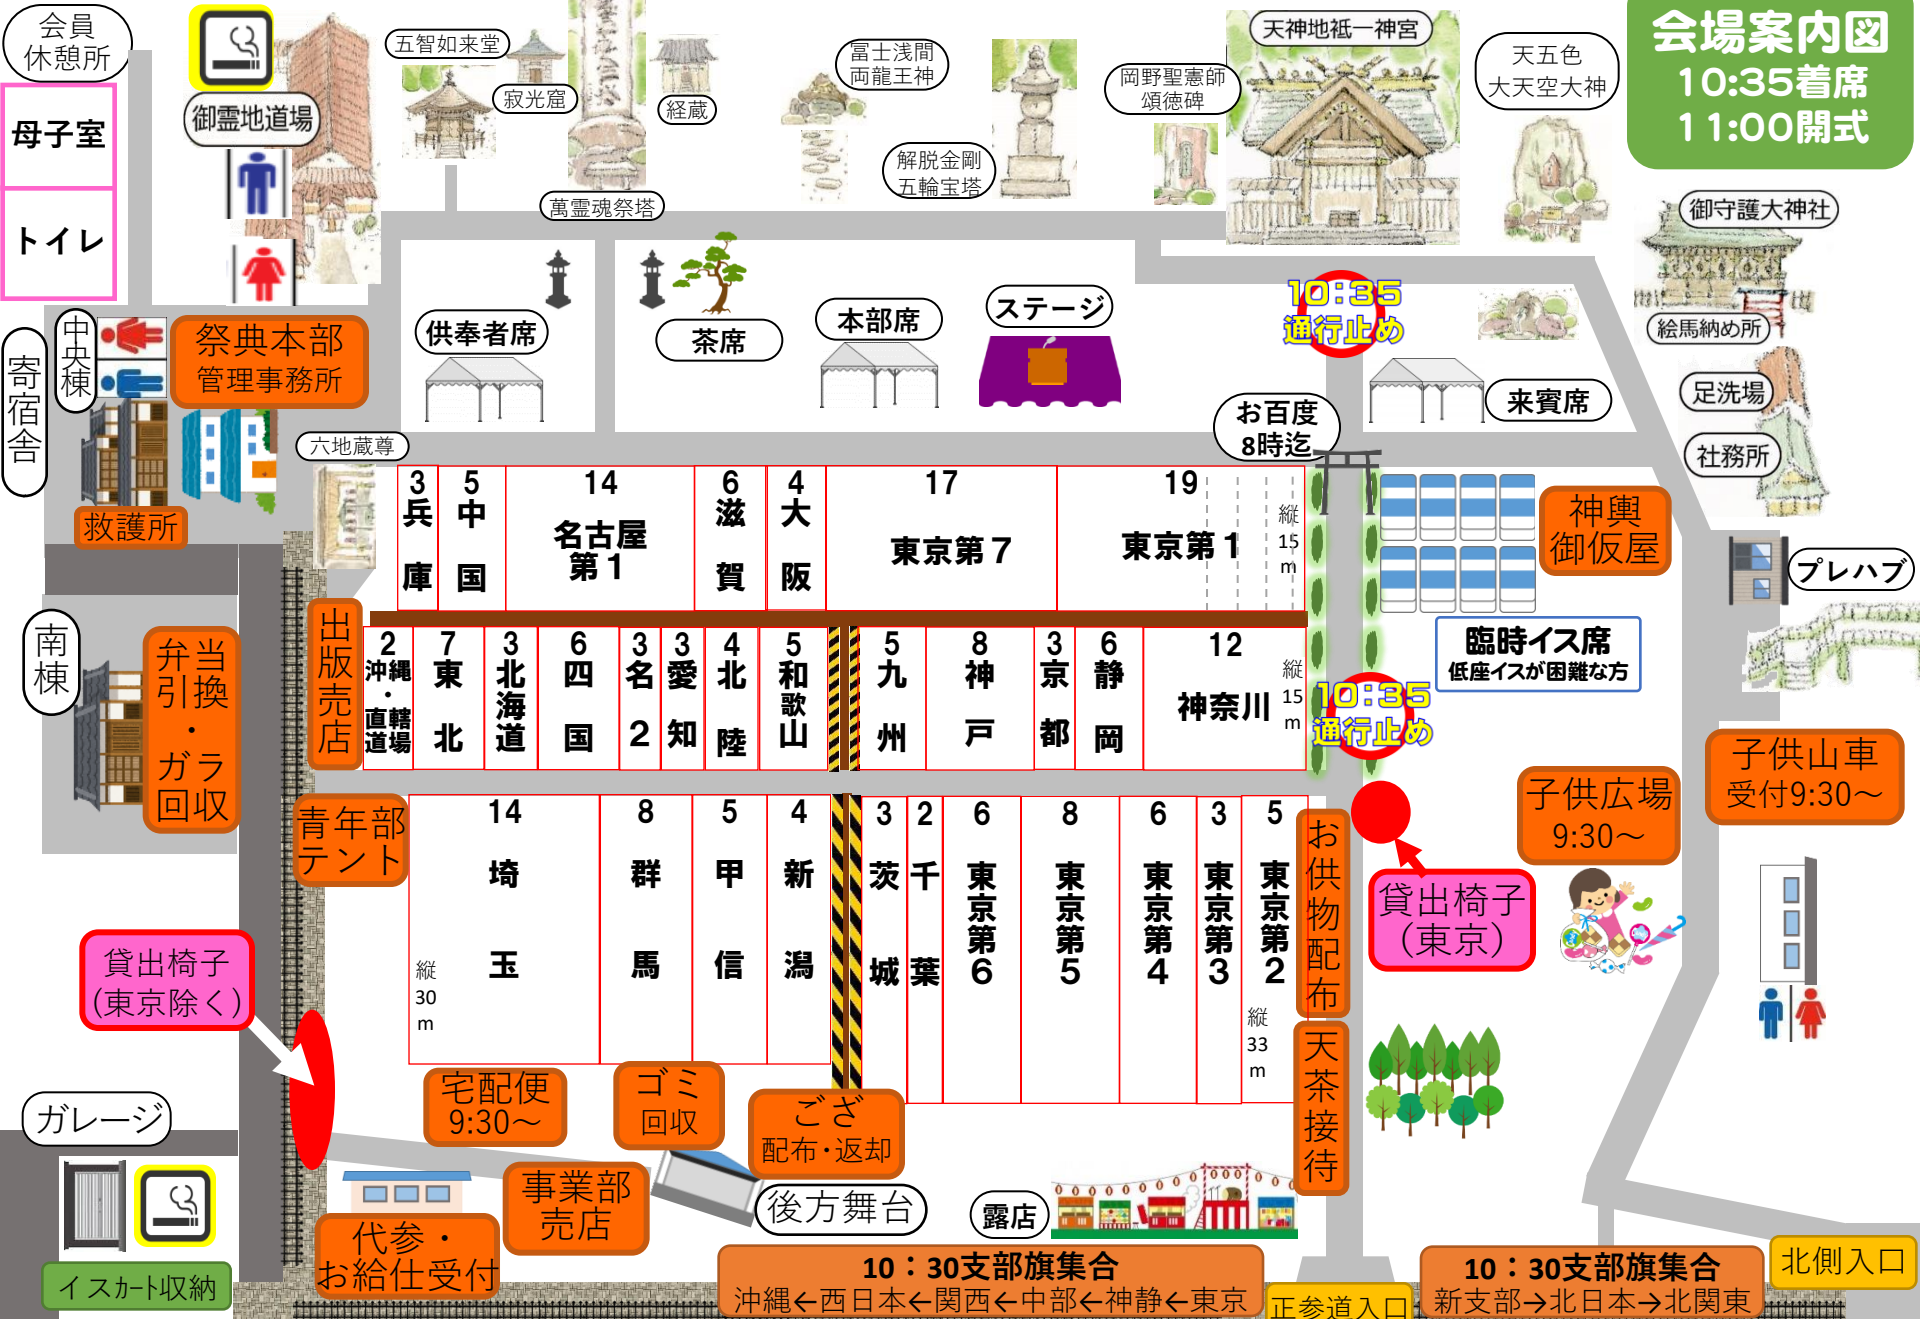 会員
休憩所
母子室
トイレ
御霊地道場
五智如来堂
寂光窟
萬霊魂祭塔
経蔵
冨士浅間
両龍王神
解脱金剛
五輪宝塔
岡野聖憲師
頌徳碑
天神地祗一神宮
天五色
大天空大神
会場案内図
10:35着席
11:00開式
御守護大神社
絵馬納め所
足洗場
社務所
寄宿舎
中央棟
祭典本部
管理事務所
救護所
六地蔵尊
供奉者席
茶席
本部席
ステージ
10:35
通行止め
お百度
8時迄
来賓席
神輿
御仮屋
プレハブ
臨時イス席
低座イスが困難な方
10:35
通行止め
3
兵庫
5
中国
14
名古屋
第1
6
滋賀
4
大阪
17
東京第7
19
東京第1
縦
15
m
南棟
弁当
引換
・
ガラ
回収
出版売店
2
沖縄・直轄道場
7
東北
3
北海道
6
四国
3
名2
3
愛知
4
北陸
5
和歌山
5
九州
8
神戸
3
京都
6
静岡
12
神奈川
縦
15
m
青年部
テント
14
埼玉
縦
30
m
8
群馬
5
甲信
4
新潟
3
茨城
2
千葉
6
東京第6
8
東京第5
6
東京第4
3
東京第3
5
東京第2
縦
33
m
お供物配布
天茶接待
貸出椅子
(東京)
子供広場
9:30～
子供山車
受付9:30～
貸出椅子
(東京除く)
ガレージ
イスカート収納
宅配便
9:30～
ゴミ
回収
ござ
配布・返却
事業部
売店
代参・
お給仕受付
後方舞台
露店
10：30支部旗集合
沖縄←西日本←関西←中部←神静←東京
正参道入口
10：30支部旗集合
新支部→北日本→北関東
北側入口